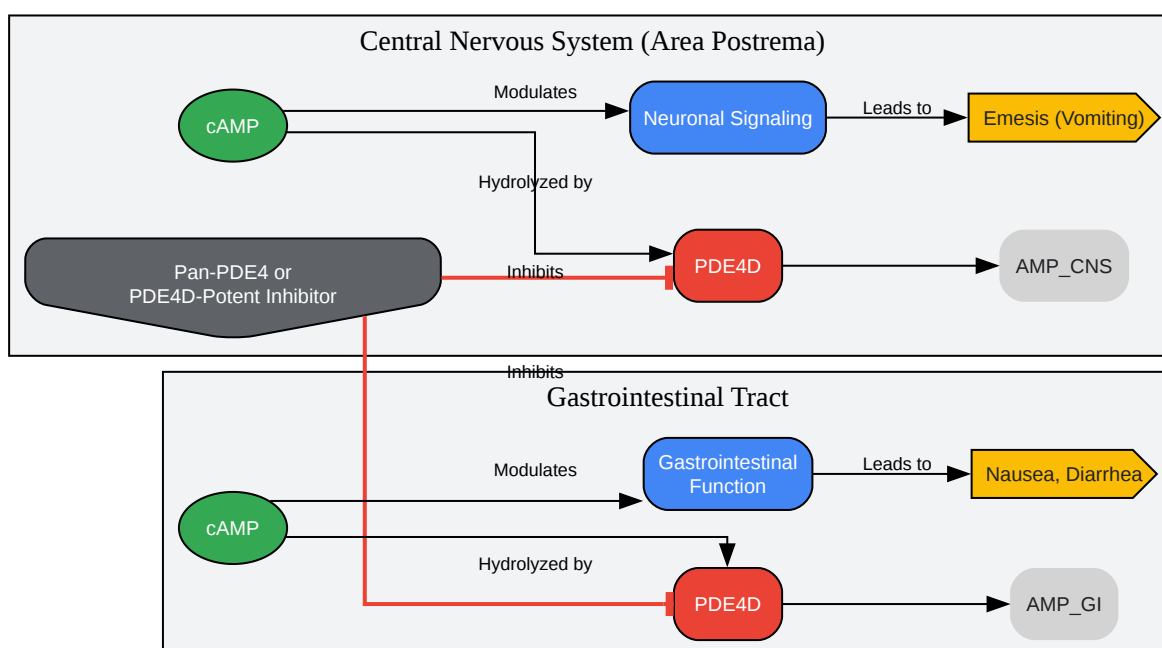 Central Nervous System (Area Postrema)
Modulates
cAMP
Neuronal Signaling
Leads to
Emesis (Vomiting)
Hydrolyzed by
Pan-PDE4 or
PDE4D-Potent Inhibitor
Inhibits
PDE4D
AMP_CNS
Inhibits
Gastrointestinal Tract
Modulates
Gastrointestinal
Function
Leads to
Nausea, Diarrhea
cAMP
Hydrolyzed by
PDE4D
AMP_GI